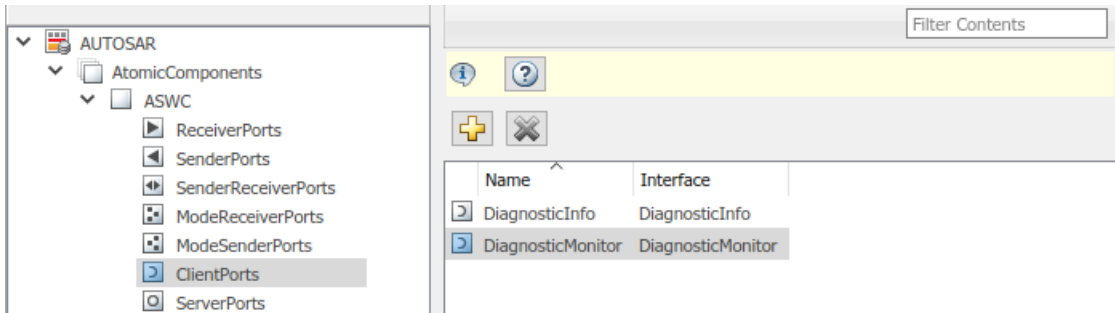 Filter Contents
AUTOSAR
AtomicComponents
ASWC
ReceiverPorts
SenderPorts
SenderReceiverPorts
ModeReceiverPorts
ModeSenderPorts
ClientPorts
ServerPorts
Name Interface
DiagnosticInfo DiagnosticInfo
DiagnosticMonitor DiagnosticMonitor